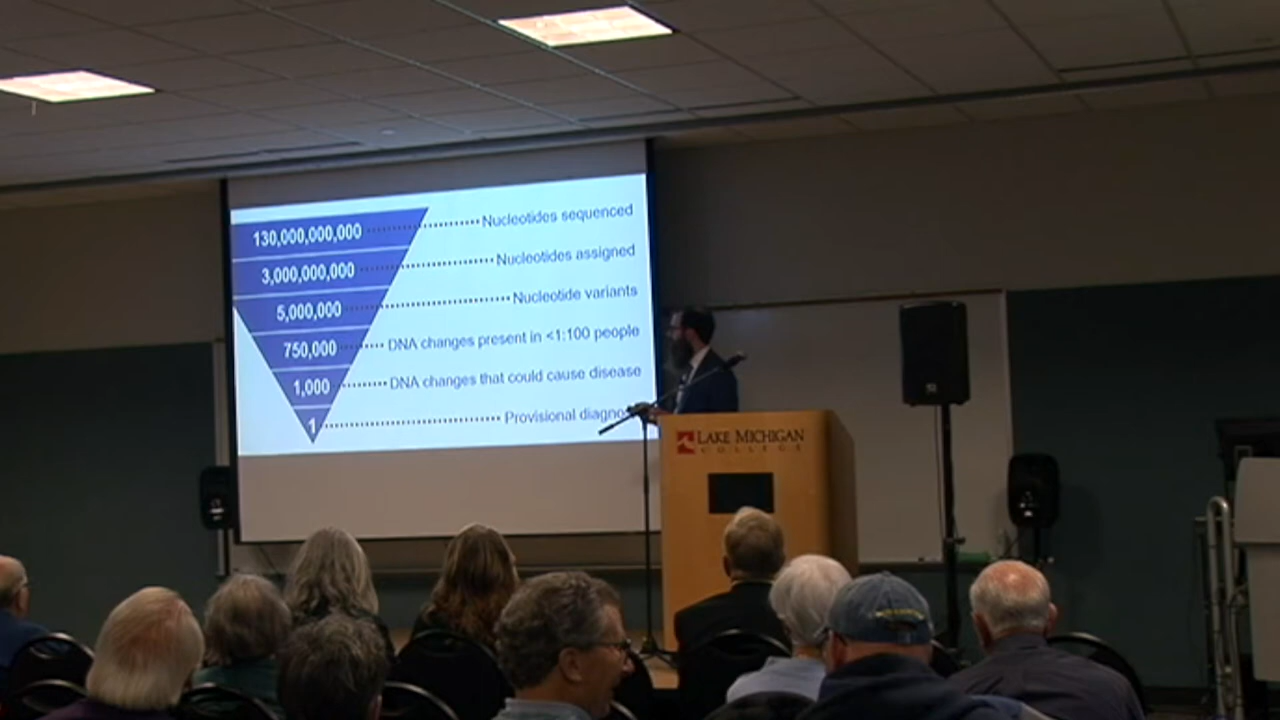 130,000,000,000 Nucleotides sequenced
3,000,000,000 Nucleotides assigned
5,000,000 Nucleotide variants
750,000 DNA changes present in <1:100 people
1,000 DNA changes that could cause disease
1 Provisional diagno
LAKE MICHIGAN
COLLEGE